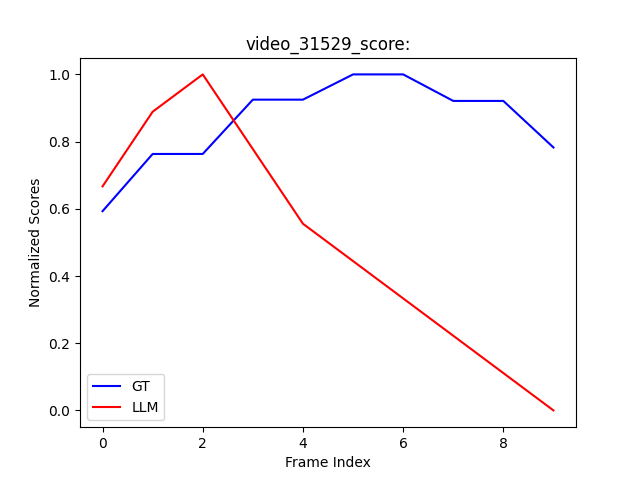 video_31529_score:
Normalized Scores
1.0
0.8
0.6
0.4
0.2
0.0
GT
LLM
0 2 4 6 8
Frame Index